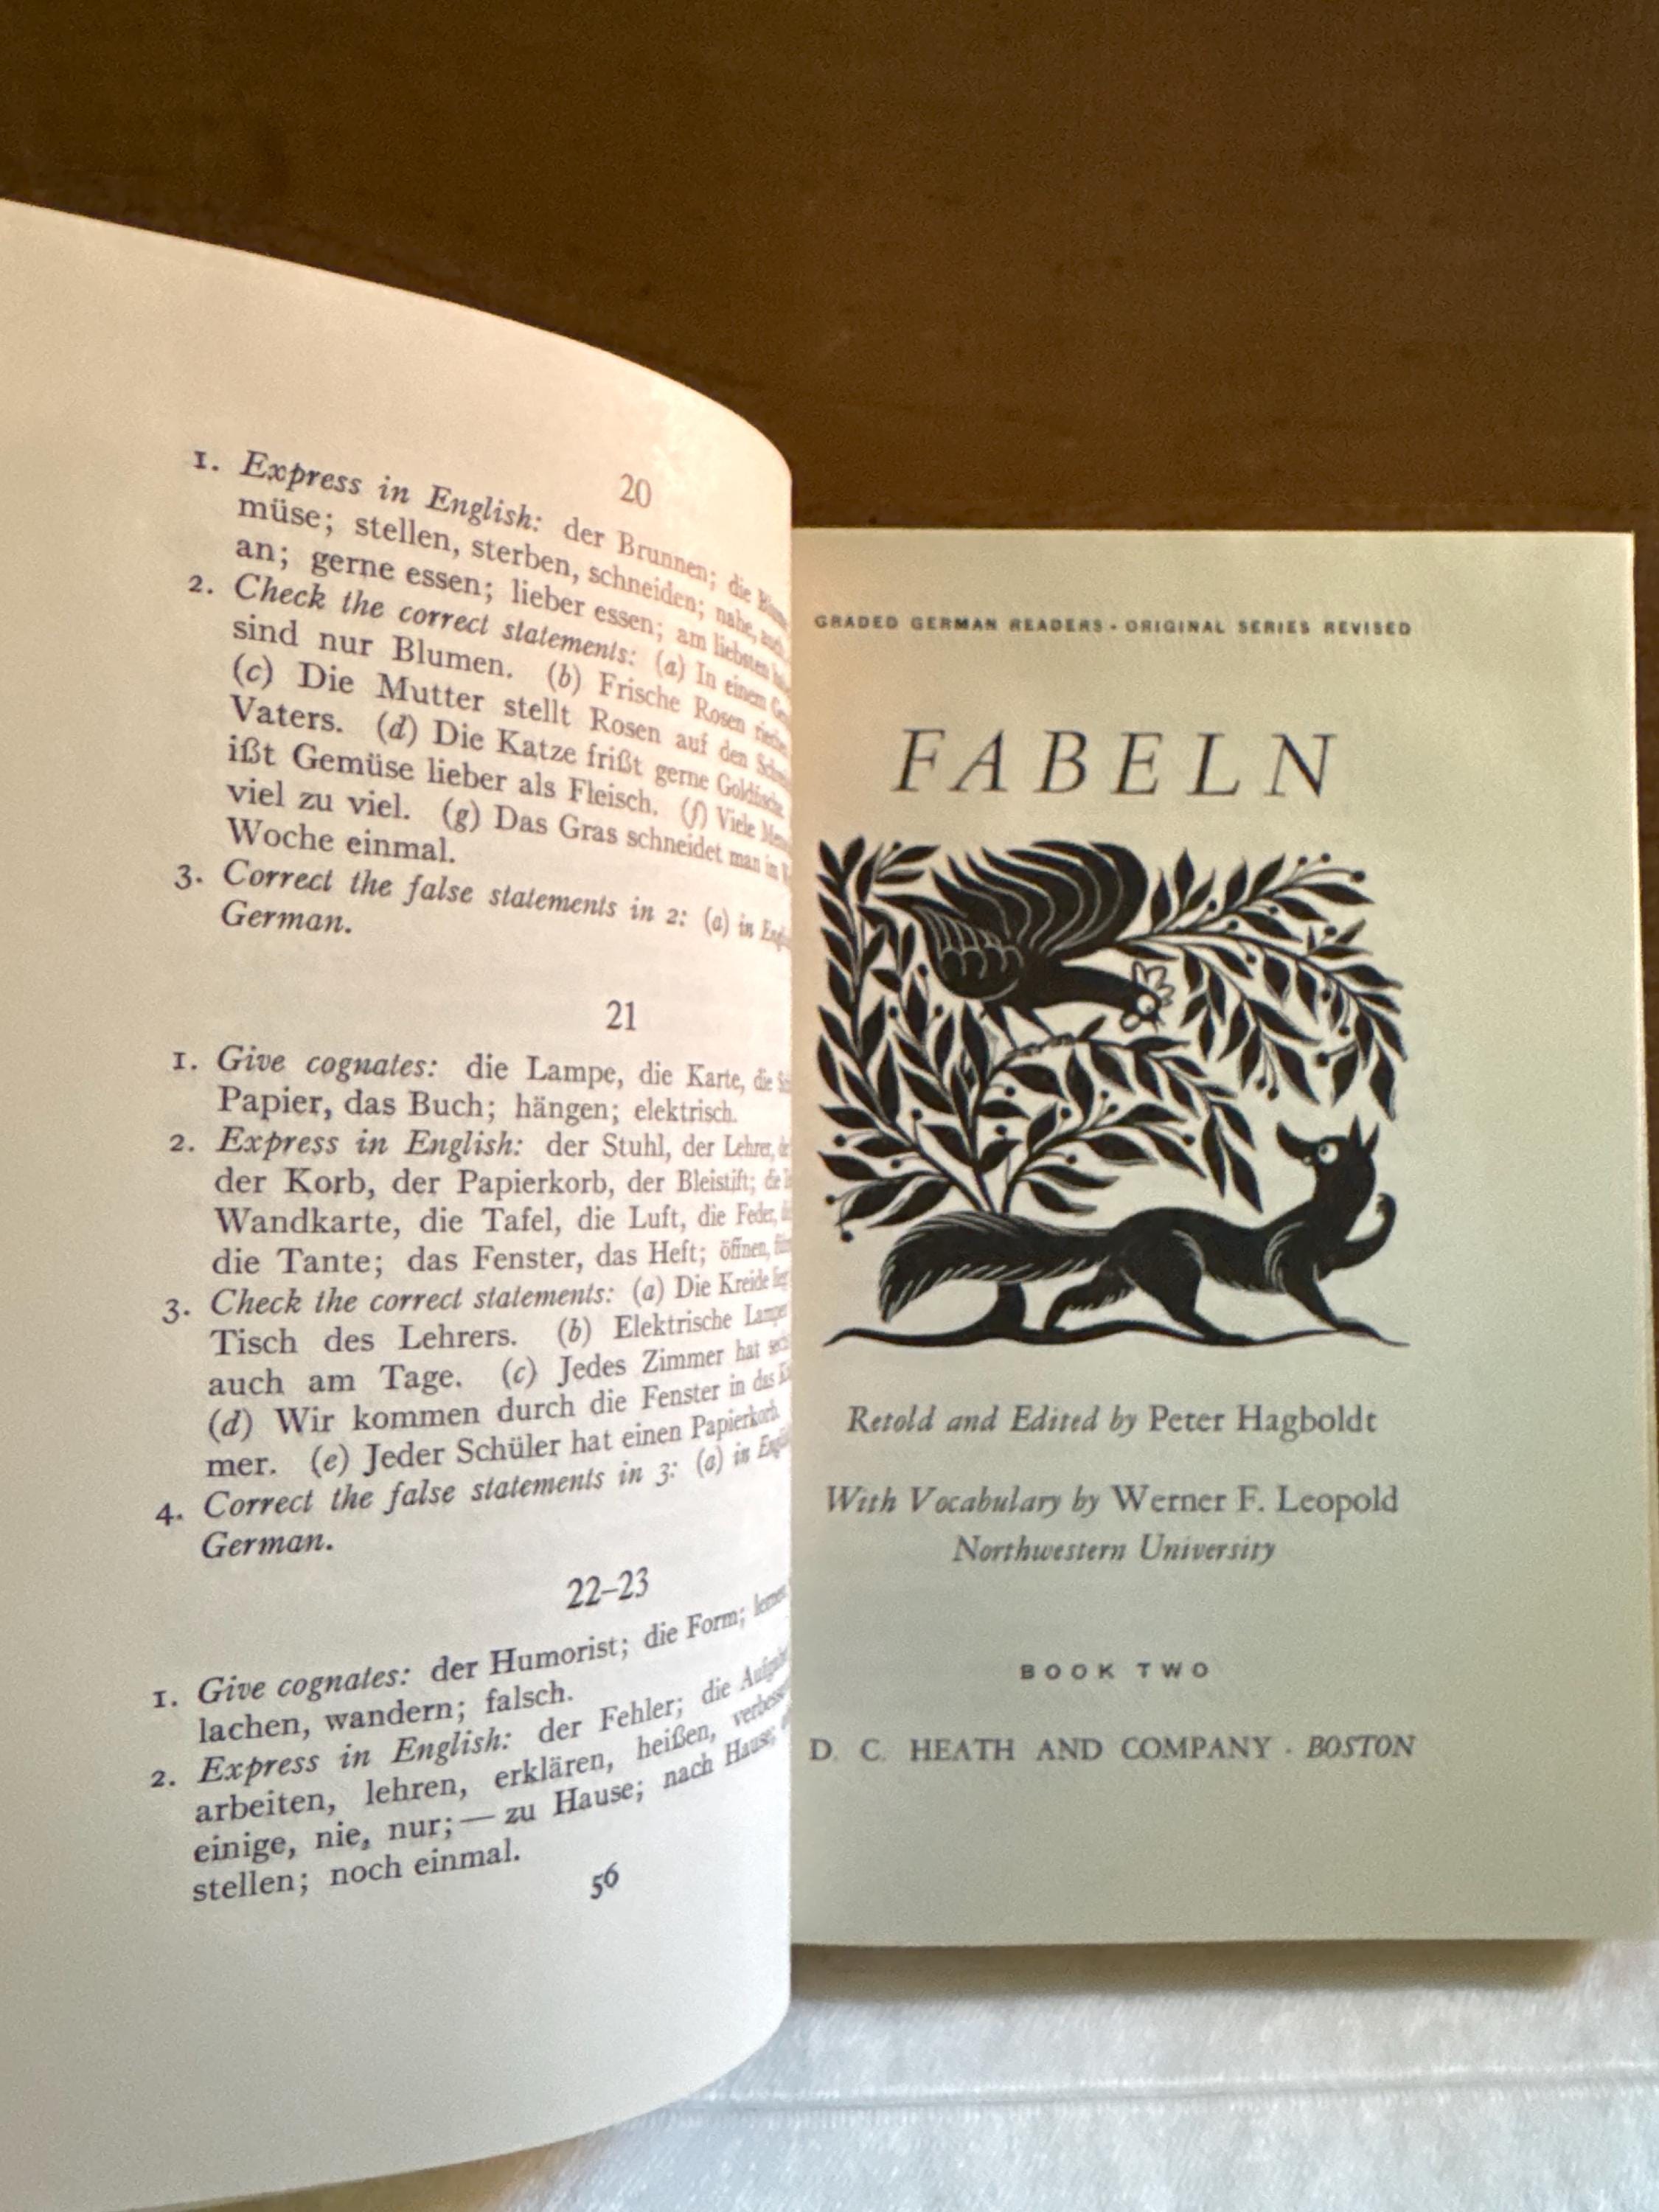 20
1. Express in English: der Brunnen; die
müse; stellen, sterben, schneiden; nahe, auch,
an; gerne essen; lieber essen; am liebsten
2. Check the correct statements: (a) In einem
sind nur Blumen. (b) Frische Rosen
(c) Die Mutter stellt Rosen auf den
Vaters. (d) Die Katze frißt gerne Goldfische.
ißt Gemüse lieber als Fleisch. (f) Viele
viel zu viel. (g) Das Gras schneidet man im
Woche einmal.
3. Correct the false statements in 2: (a) in
German.
21
1. Give cognates: die Lampe, die Karte, die
Papier, das Buch; hängen; elektrisch.
2. Express in English: der Stuhl, der Lehrer,
der Korb, der Papierkorb, der Bleistift; die
Wandkarte, die Tafel, die Luft, die Feder,
die Tante; das Fenster, das Heft; öffnen,
3. Check the correct statements: (a) Die Kreide
Tisch des Lehrers. (b) Elektrische
auch am Tage. (c) Jedes Zimmer hat
(d) Wir kommen durch die Fenster in das
mer. (e) Jeder Schüler hat einen Papierkorb.
4. Correct the false statements in 3: (a) in
German.
22–23
1. Give cognates: der Humorist; die Form;
lachen, wandern; falsch.
2. Express in English: der Fehler; die
arbeiten, lehren, erklären, heißen,
einige, nie, nur; — zu Hause; nach Hause;
stellen; noch einmal.
56
GRADED GERMAN READERS · ORIGINAL SERIES REVISED
FABELN
Retold and Edited by Peter Hagboldt
With Vocabulary by Werner F. Leopold
Northwestern University
BOOK TWO
D. C. HEATH AND COMPANY · BOSTON